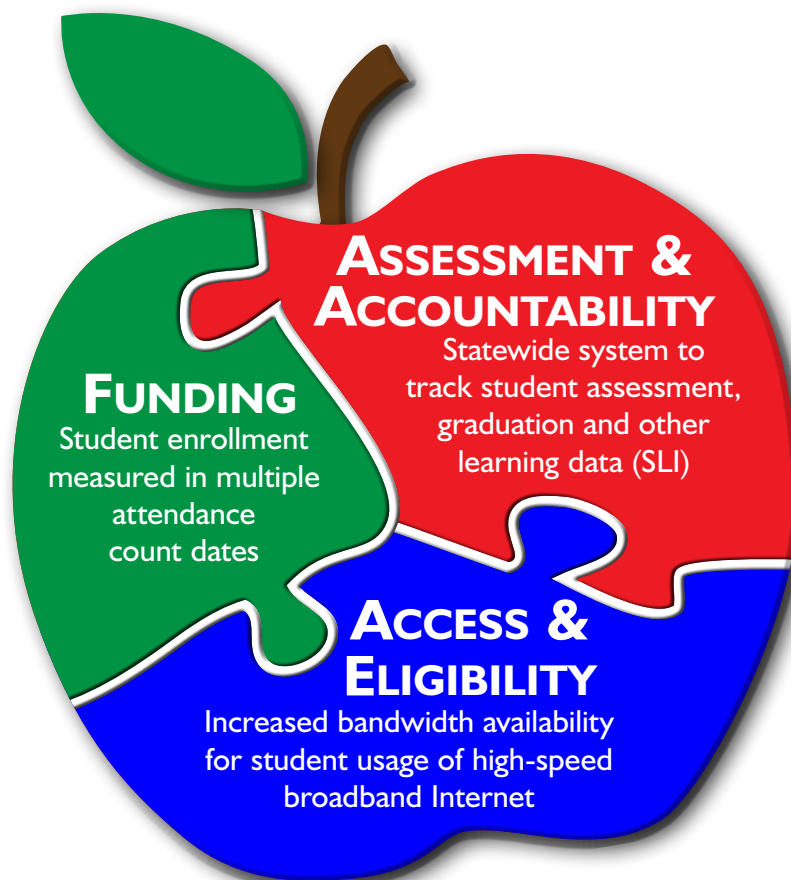 ASSESSMENT &
ACCOUNTABILITY
Statewide system to
track student assessment,
graduation and other
learning data (SLI)
FUNDING
Student enrollment
measured in multiple
attendance
count dates
ACCESS &
ELIGIBILITY
Increased bandwidth availability
for student usage of high-speed
broadband Internet